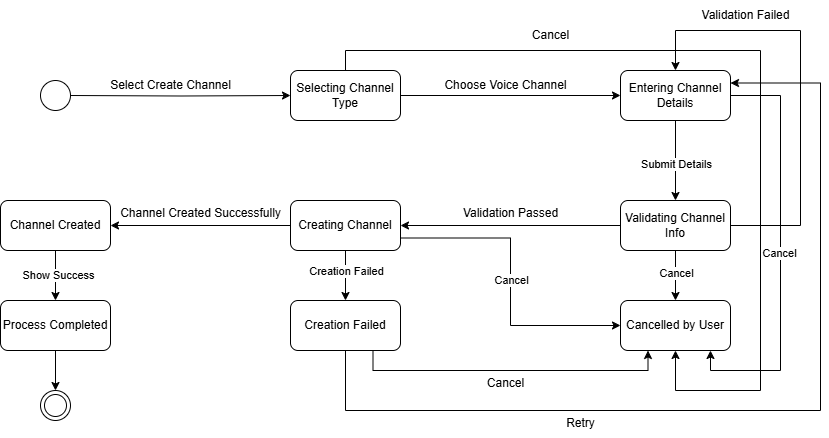 Validation Failed
Cancel
Select Create Channel
Selecting Channel
Type
Choose Voice Channel
Entering Channel
Details
Submit Details
Channel Created
Channel Created Successfully
Creating Channel
Validation Passed
Validating Channel
Info
Show Success
Creation Failed
Cancel
Cancel
Cancel
Process Completed
Creation Failed
Cancelled by User
Cancel
Retry